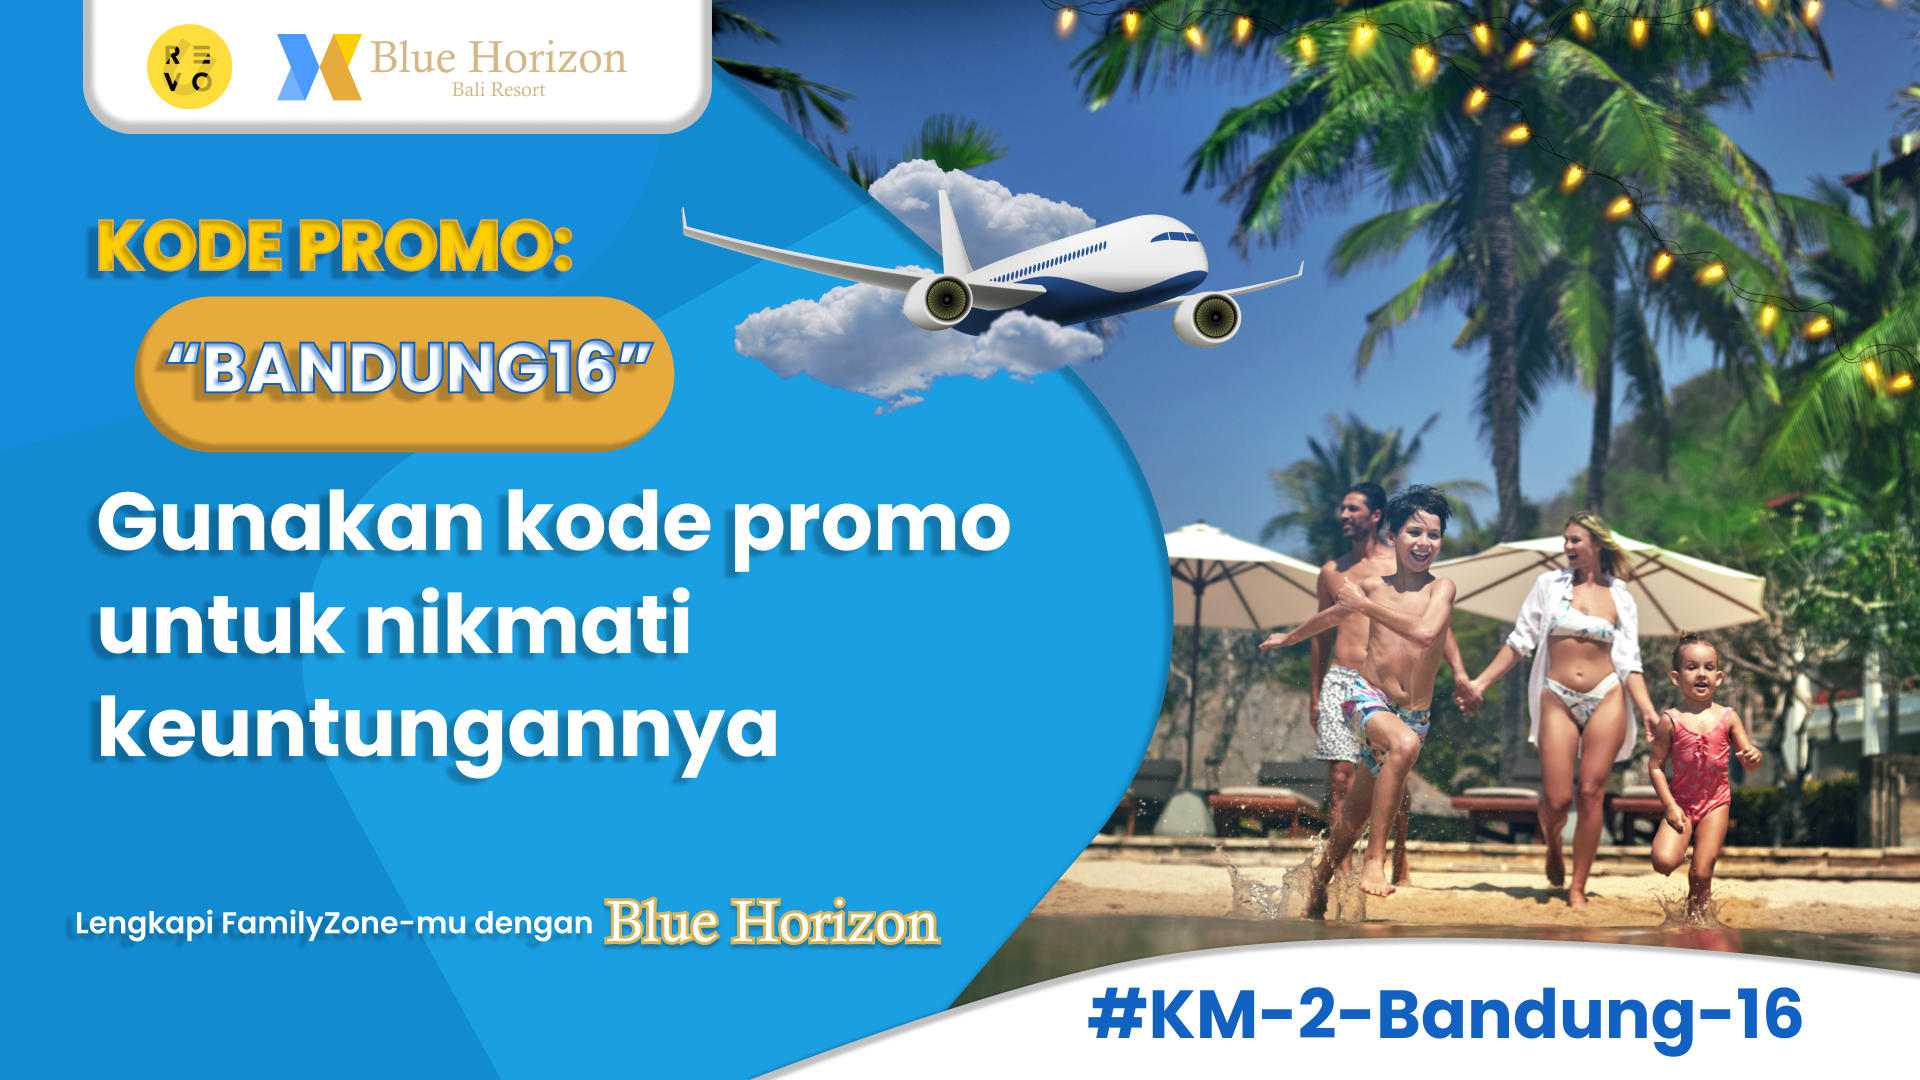 REVO
Blue Horizon
Bali Resort
KODE PROMO:
“BANDUNG16”
Gunakan kode promo
untuk nikmati
keuntungannya
Lengkapi FamilyZone-mu dengan Blue Horizon
#KM-2-Bandung-16